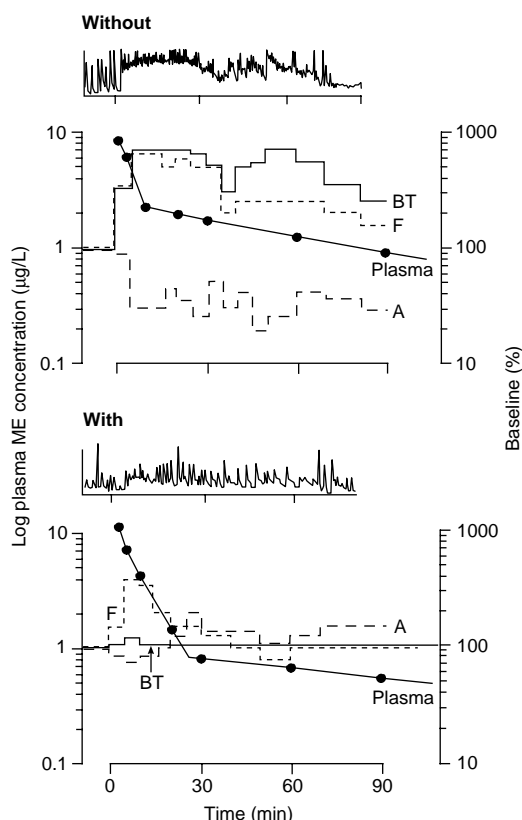 Without
10
1000
BT
F
1
100
Plasma
A
0.1
10
Log plasma ME concentration (µg/L)
Baseline (%)
With
10
1000
F
A
1
100
BT
Plasma
0.1
10
0
30
60
90
Time (min)